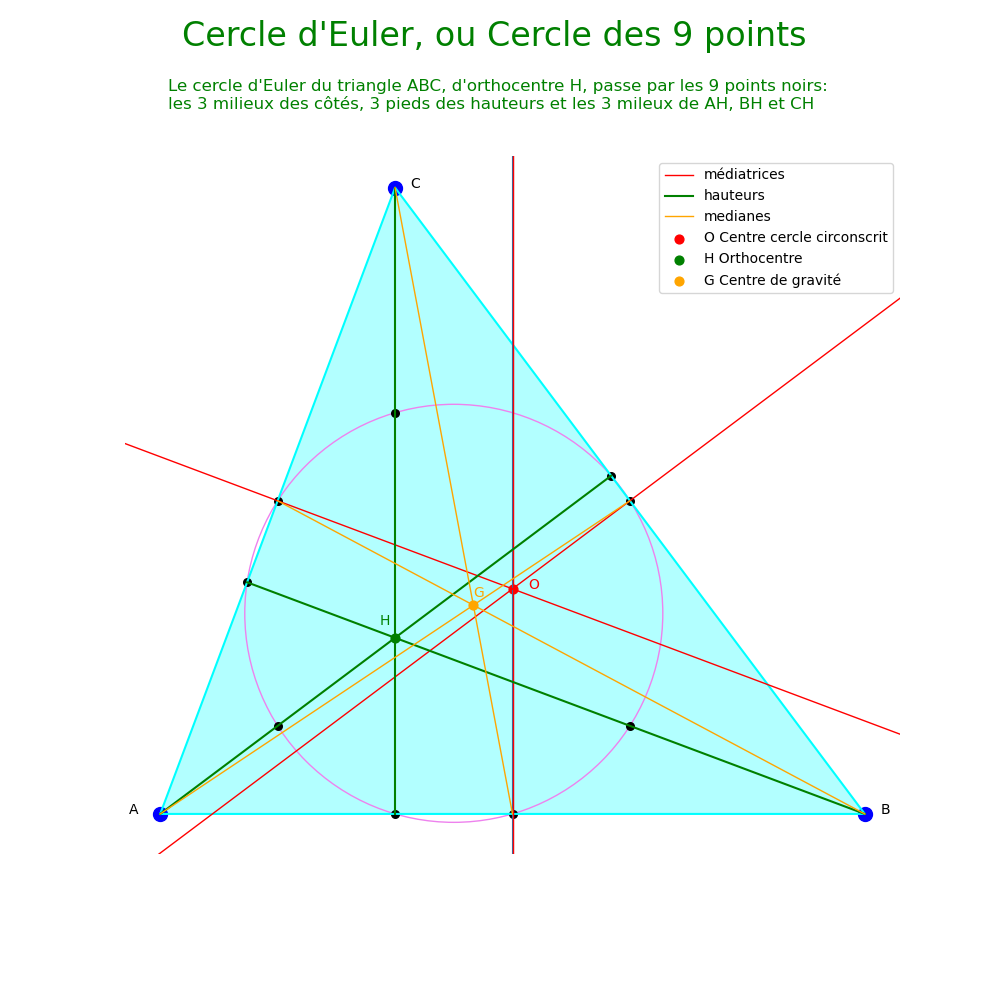 Cercle d'Euler, ou Cercle des 9 points
Le cercle d'Euler du triangle ABC, d'orthocentre H, passe par les 9 points noirs:
les 3 milieux des côtés, 3 pieds des hauteurs et les 3 mileux de AH, BH et CH
C
médiatrices
hauteurs
medianes
O Centre cercle circonscrit
H Orthocentre
G Centre de gravité
O
G
H
A
B